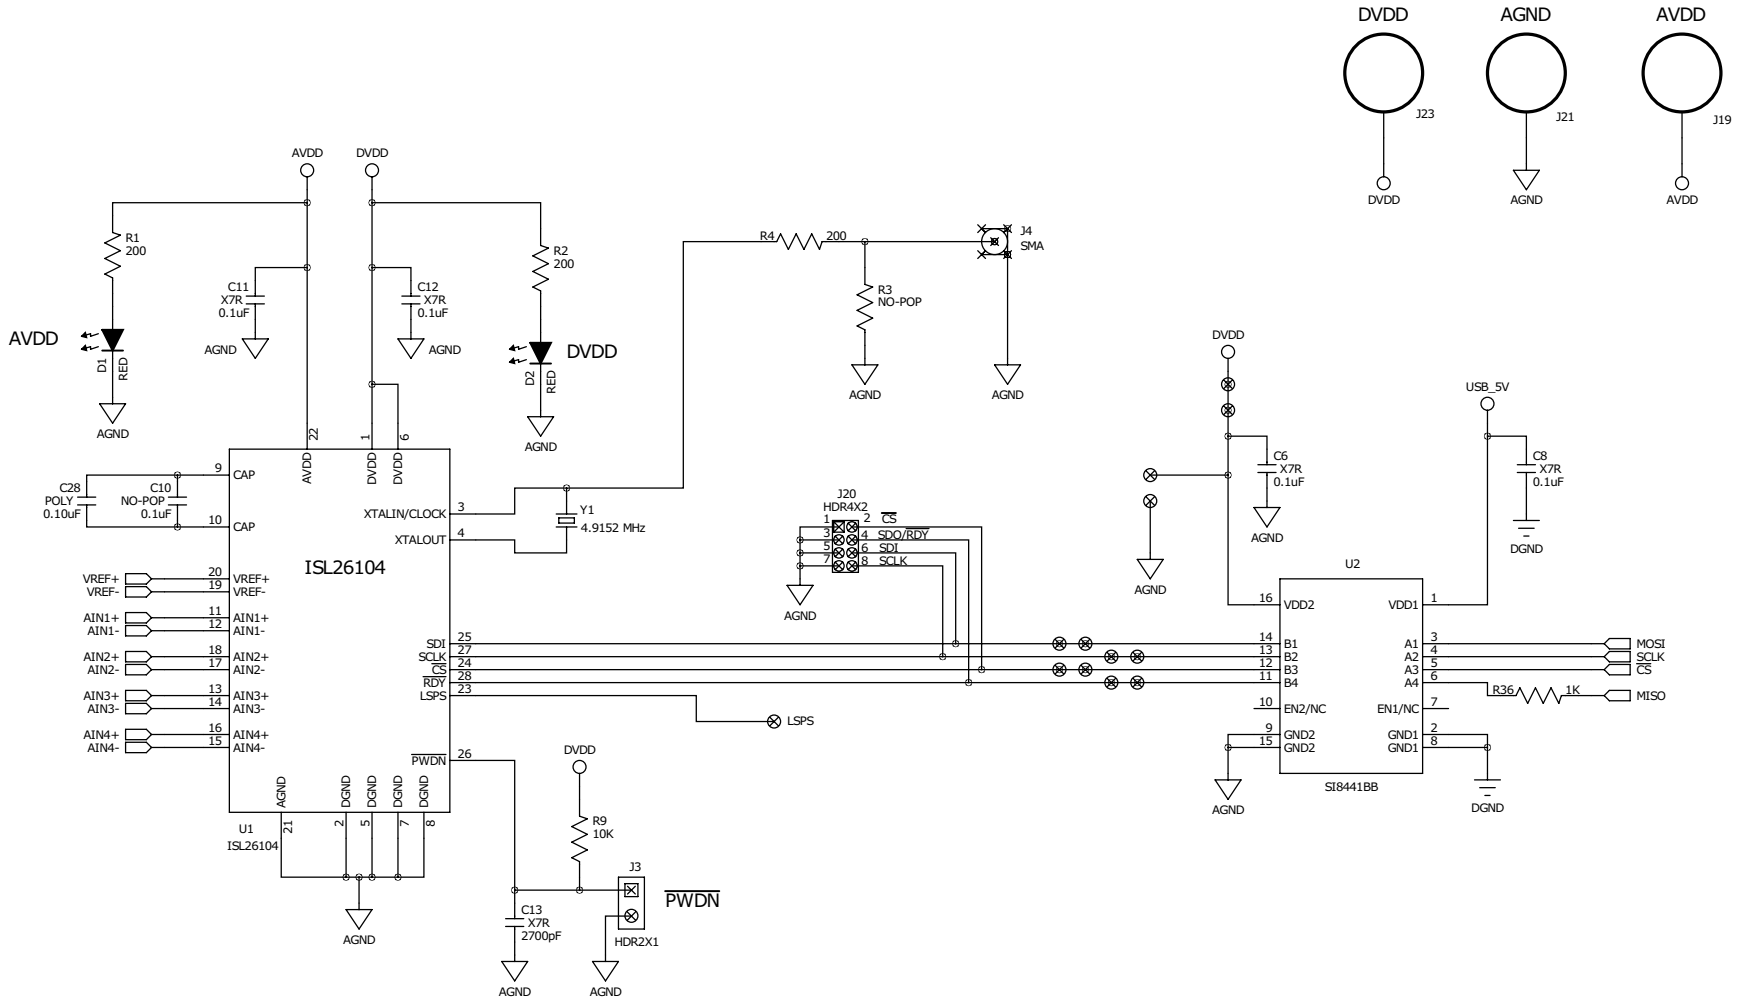 DVDD AGND AVDD
J23 J21 J19
DVDD AGND AVDD
AVDD DVDD
R1
200
C11
X7R
0.1uF
AGND
C12
X7R
0.1uF
AGND
R2
200
AVDD
D1
RED
AGND
D2
RED
DVDD
AGND
R4 200
J4
SMA
R3
NO-POP
AGND
AGND
22 1 6
AVDD DVDD DVDD
C28
POLY
0.10uF
C10
NO-POP
0.1uF
9 CAP
10 CAP
XTALIN/CLOCK 3
XTALOUT 4
Y1
4.9152 MHz
ISL26104
VREF+ 20 VREF+
VREF- 19 VREF-
AIN1+ 11 AIN1+
AIN1- 12 AIN1-
AIN2+ 18 AIN2+
AIN2- 17 AIN2-
AIN3+ 13 AIN3+
AIN3- 14 AIN3-
AIN4+ 16 AIN4+
AIN4- 15 AIN4-
SDI 25
SCLK 27
CS 24
RDY 28
LSPS 23
LSPS
PWDN 26
AGND DGND DGND DGND DGND
21 2 5 7 8
U1
ISL26104
AGND
DVDD
R9
10K
J3
PWDN
C13
X7R
2700pF
HDR2X1
AGND AGND
J20
HDR4X2
1 2 CS
3 4 SDO/RDY
5 6 SDI
7 8 SCLK
AGND
DVDD
USB_5V
C6
X7R
0.1uF
AGND
C8
X7R
0.1uF
DGND
AGND
U2
16 VDD2 VDD1 1
14 B1 A1 3 MOSI
13 B2 A2 4 SCLK
12 B3 A3 5 CS
11 B4 A4 6
R36 1K MISO
10 EN2/NC EN1/NC 7
9 GND2 GND1 2
15 GND2 GND1 8
SI8441BB
AGND
DGND